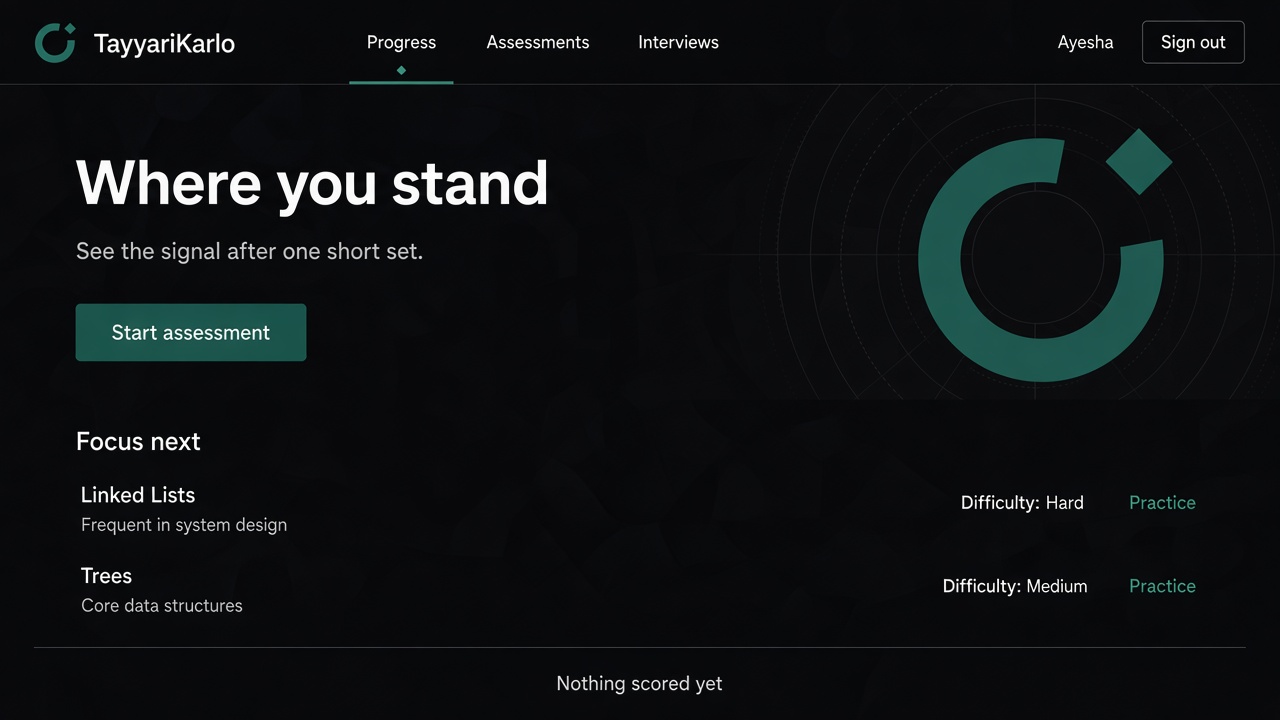 TayyariKarlo
Progress
Assessments
Interviews
Ayesha
Sign out
Where you stand
See the signal after one short set.
Start assessment
Focus next
Linked Lists
Frequent in system design
Difficulty: Hard
Practice
Trees
Core data structures
Difficulty: Medium
Practice
Nothing scored yet